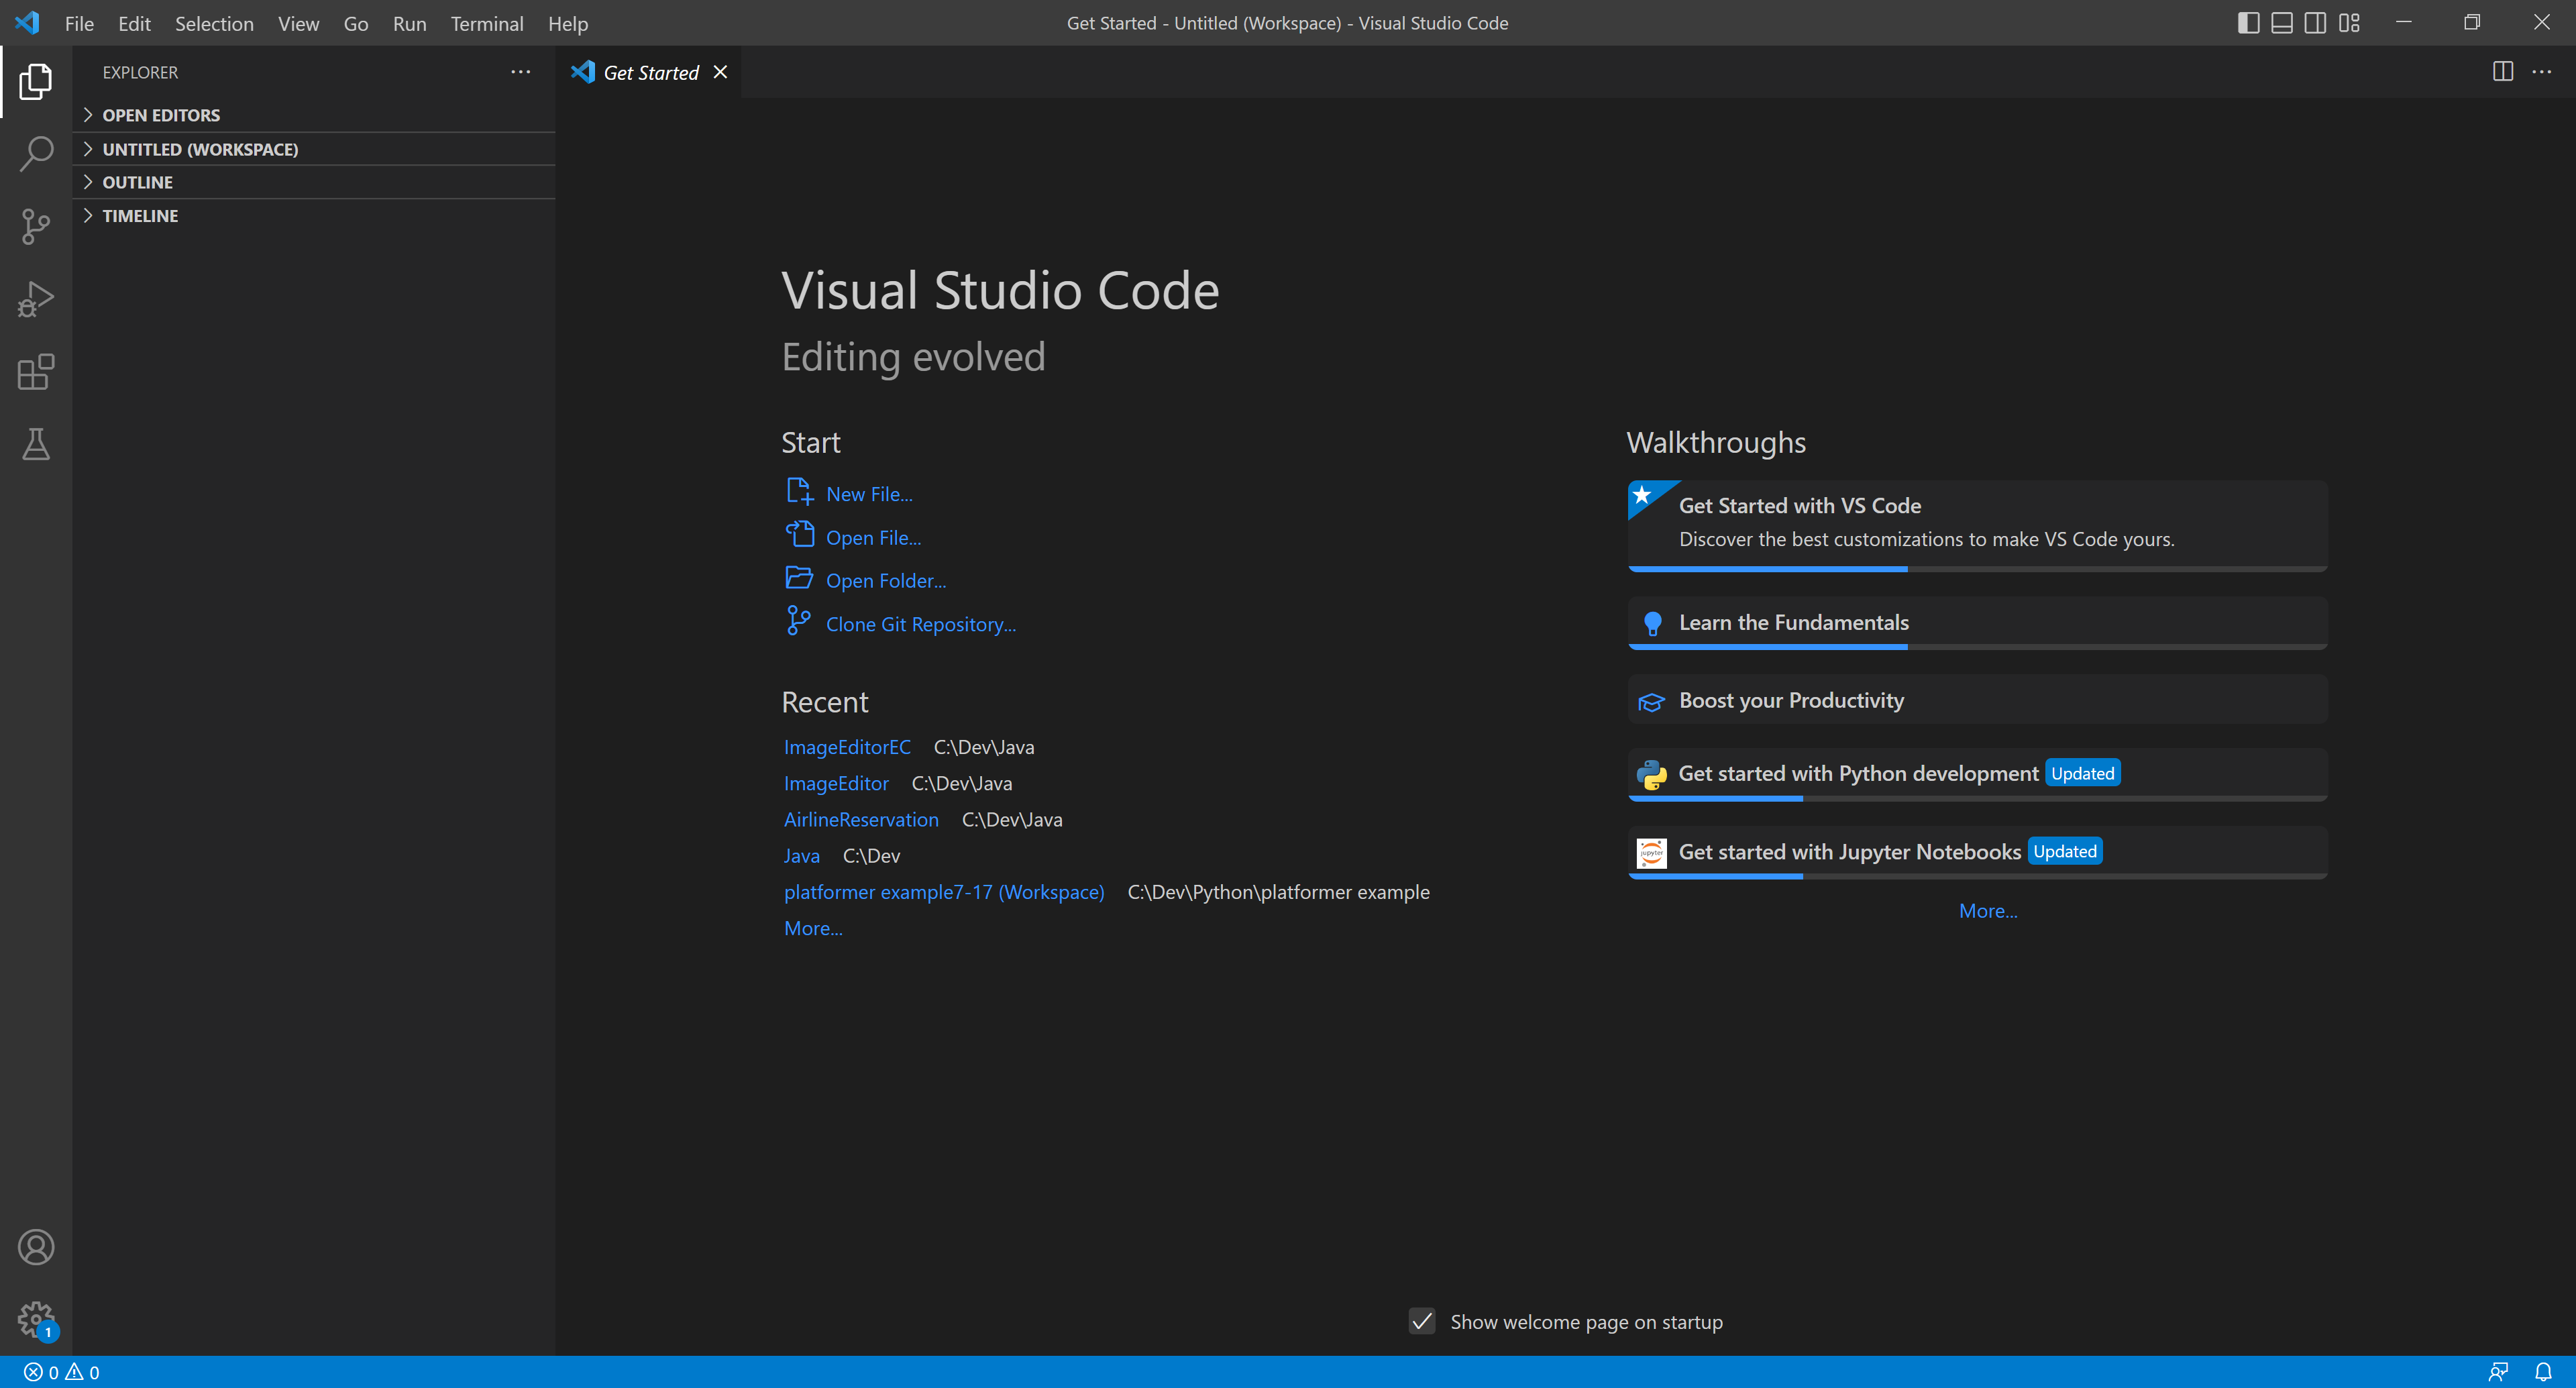 File Edit Selection View Go Run Terminal Help
Get Started - Untitled (Workspace) - Visual Studio Code
EXPLORER
OPEN EDITORS
UNTITLED (WORKSPACE)
OUTLINE
TIMELINE
Get Started
Visual Studio Code
Editing evolved
Start
New File...
Open File...
Open Folder...
Clone Git Repository...
Recent
ImageEditorEC C:\Dev\Java
ImageEditor C:\Dev\Java
AirlineReservation C:\Dev\Java
Java C:\Dev
platformer example7-17 (Workspace) C:\Dev\Python\platformer example
More...
Walkthroughs
Get Started with VS Code
Discover the best customizations to make VS Code yours.
Learn the Fundamentals
Boost your Productivity
Get started with Python development Updated
jupyter
Get started with Jupyter Notebooks Updated
More...
Show welcome page on startup
1
0 0